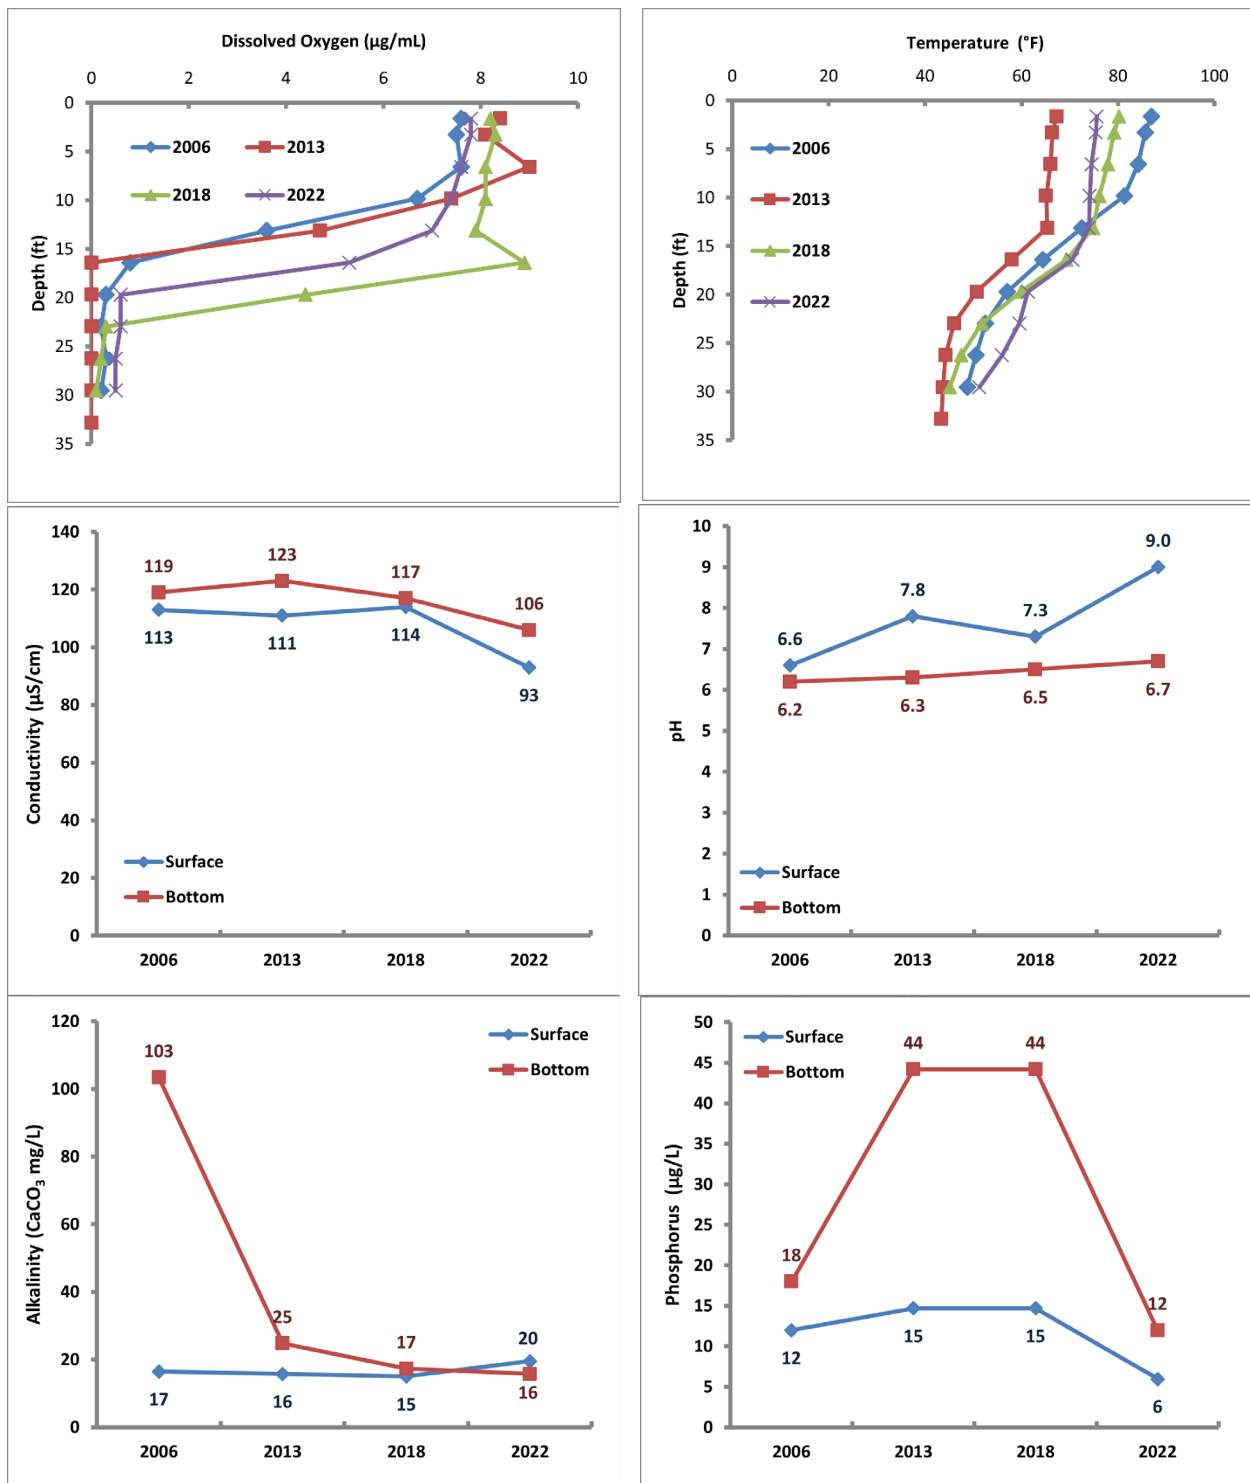 Dissolved Oxygen (µg/mL)
0 2 4 6 8 10
0
5
10
15
20
25
30
35
Depth (ft)
2006 2013
2018 2022
Temperature (°F)
0 20 40 60 80 100
0
5
10
15
20
25
30
35
Depth (ft)
2006
2013
2018
2022
140
120
100
80
60
40
20
0
Conductivity (µS/cm)
119 123 117 106
113 111 114 93
Surface
Bottom
2006 2013 2018 2022
10
9
8
7
6
5
4
3
2
1
0
pH
6.6 7.8 7.3 9.0
6.2 6.3 6.5 6.7
Surface
Bottom
2006 2013 2018 2022
120
100
80
60
40
20
0
Alkalinity (CaCO₃ mg/L)
Surface
Bottom
103 25 17 20
17 16 15 16
2006 2013 2018 2022
50
45
40
35
30
25
20
15
10
5
0
Phosphorus (µg/L)
Surface
Bottom
18 44 44 12
12 15 15 6
2006 2013 2018 2022